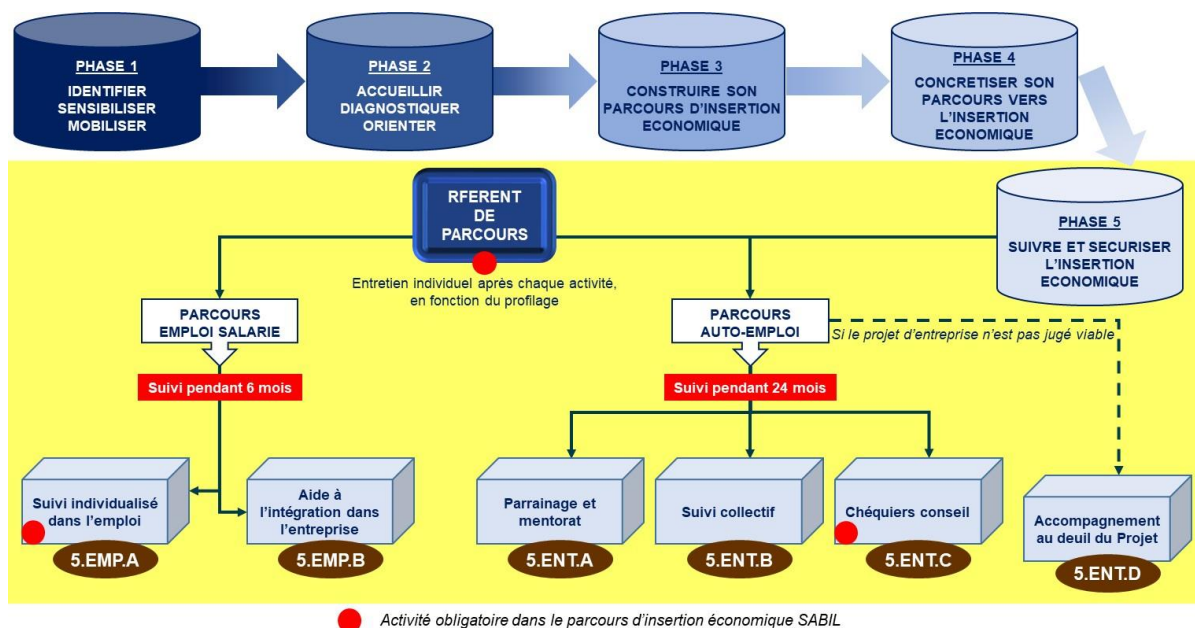 PHASE 1
IDENTIFIER
SENSIBILISER
MOBILISER
PHASE 2
ACCUEILLIR
DIAGNOSTIQUER
ORIENTER
PHASE 3
CONSTRUIRE SON
PARCOURS D'INSERTION
ECONOMIQUE
PHASE 4
CONCRETISER SON
PARCOURS VERS
L'INSERTION
ECONOMIQUE
PHASE 5
SUIVRE ET SECURISER
L'INSERTION
ECONOMIQUE
RFERENT
DE
PARCOURS
Entretien individuel après chaque activité,
en fonction du profilage
PARCOURS
EMPLOI SALARIE
Suivi pendant 6 mois
PARCOURS
AUTO-EMPLOI
Si le projet d'entreprise n'est pas jugé viable
Suivi pendant 24 mois
Suivi individualisé
dans l'emploi
5.EMP.A
Aide à
l'intégration dans
l'entreprise
5.EMP.B
Parrainage et
mentorat
5.ENT.A
Suivi collectif
5.ENT.B
Chéquiers conseil
5.ENT.C
Accompagnement
au deuil du Projet
5.ENT.D
Activité obligatoire dans le parcours d'insertion économique SABIL